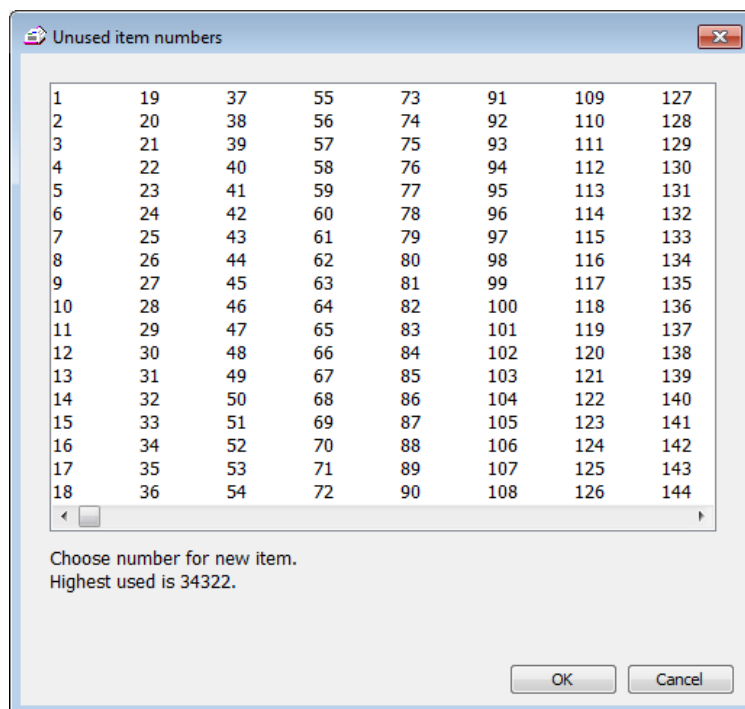 Unused item numbers
1 19 37 55 73 91 109 127
2 20 38 56 74 92 110 128
3 21 39 57 75 93 111 129
4 22 40 58 76 94 112 130
5 23 41 59 77 95 113 131
6 24 42 60 78 96 114 132
7 25 43 61 79 97 115 133
8 26 44 62 80 98 116 134
9 27 45 63 81 99 117 135
10 28 46 64 82 100 118 136
11 29 47 65 83 101 119 137
12 30 48 66 84 102 120 138
13 31 49 67 85 103 121 139
14 32 50 68 86 104 122 140
15 33 51 69 87 105 123 141
16 34 52 70 88 106 124 142
17 35 53 71 89 107 125 143
18 36 54 72 90 108 126 144
Choose number for new item.
Highest used is 34322.
OK Cancel